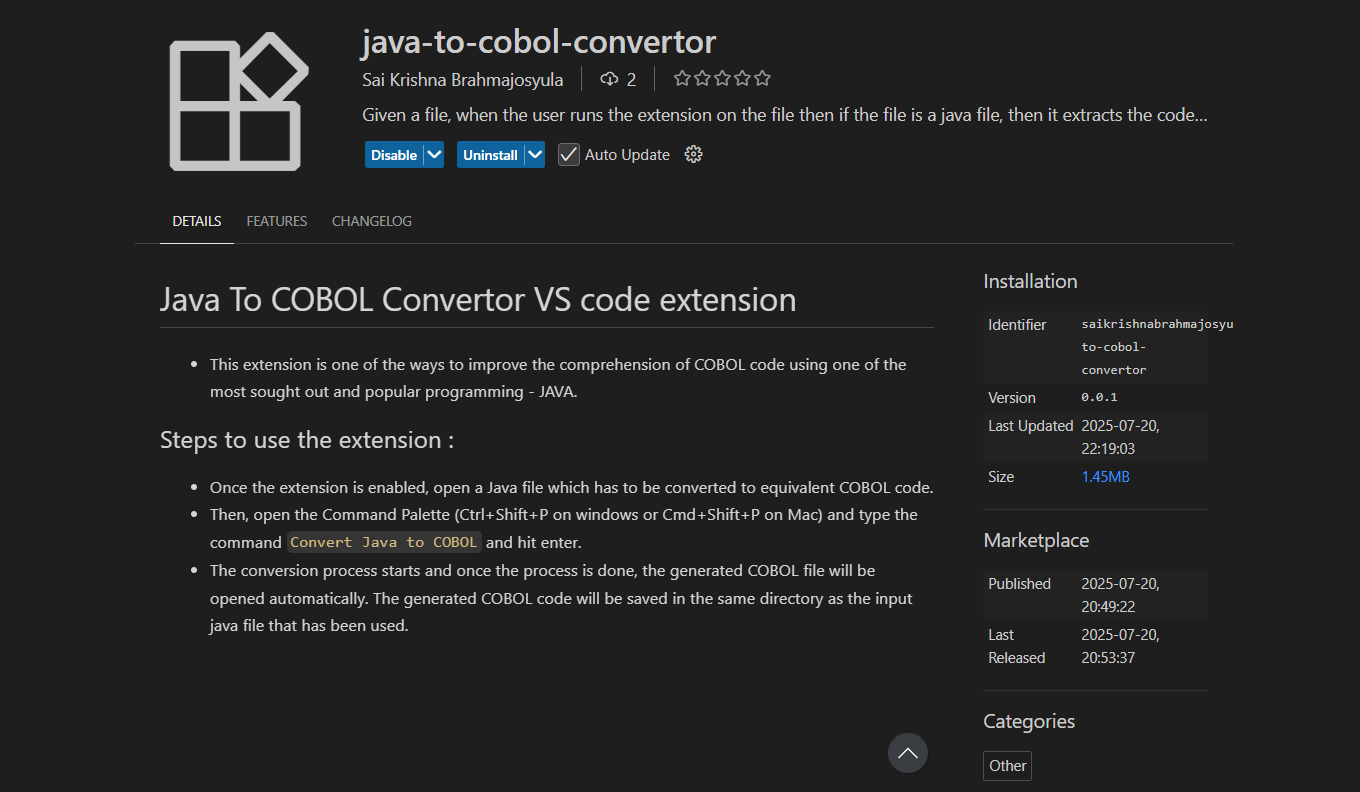 java-to-cobol-convertor
Sai Krishna Brahmajosyula
2
Given a file, when the user runs the extension on the file then if the file is a java file, then it extracts the code...
Disable
Uninstall
Auto Update
DETAILS
FEATURES
CHANGELOG
Java To COBOL Convertor VS code extension
• This extension is one of the ways to improve the comprehension of COBOL code using one of the
most sought out and popular programming - JAVA.
Steps to use the extension :
• Once the extension is enabled, open a Java file which has to be converted to equivalent COBOL code.
• Then, open the Command Palette (Ctrl+Shift+P on windows or Cmd+Shift+P on Mac) and type the
command Convert Java to COBOL and hit enter.
• The conversion process starts and once the process is done, the generated COBOL file will be
opened automatically. The generated COBOL code will be saved in the same directory as the input
java file that has been used.
Installation
Identifier saikrishnabrahmajosyu
to-cobol-
convertor
Version 0.0.1
Last Updated 2025-07-20,
22:19:03
Size 1.45MB
Marketplace
Published 2025-07-20,
20:49:22
Last 2025-07-20,
Released 20:53:37
Categories
Other